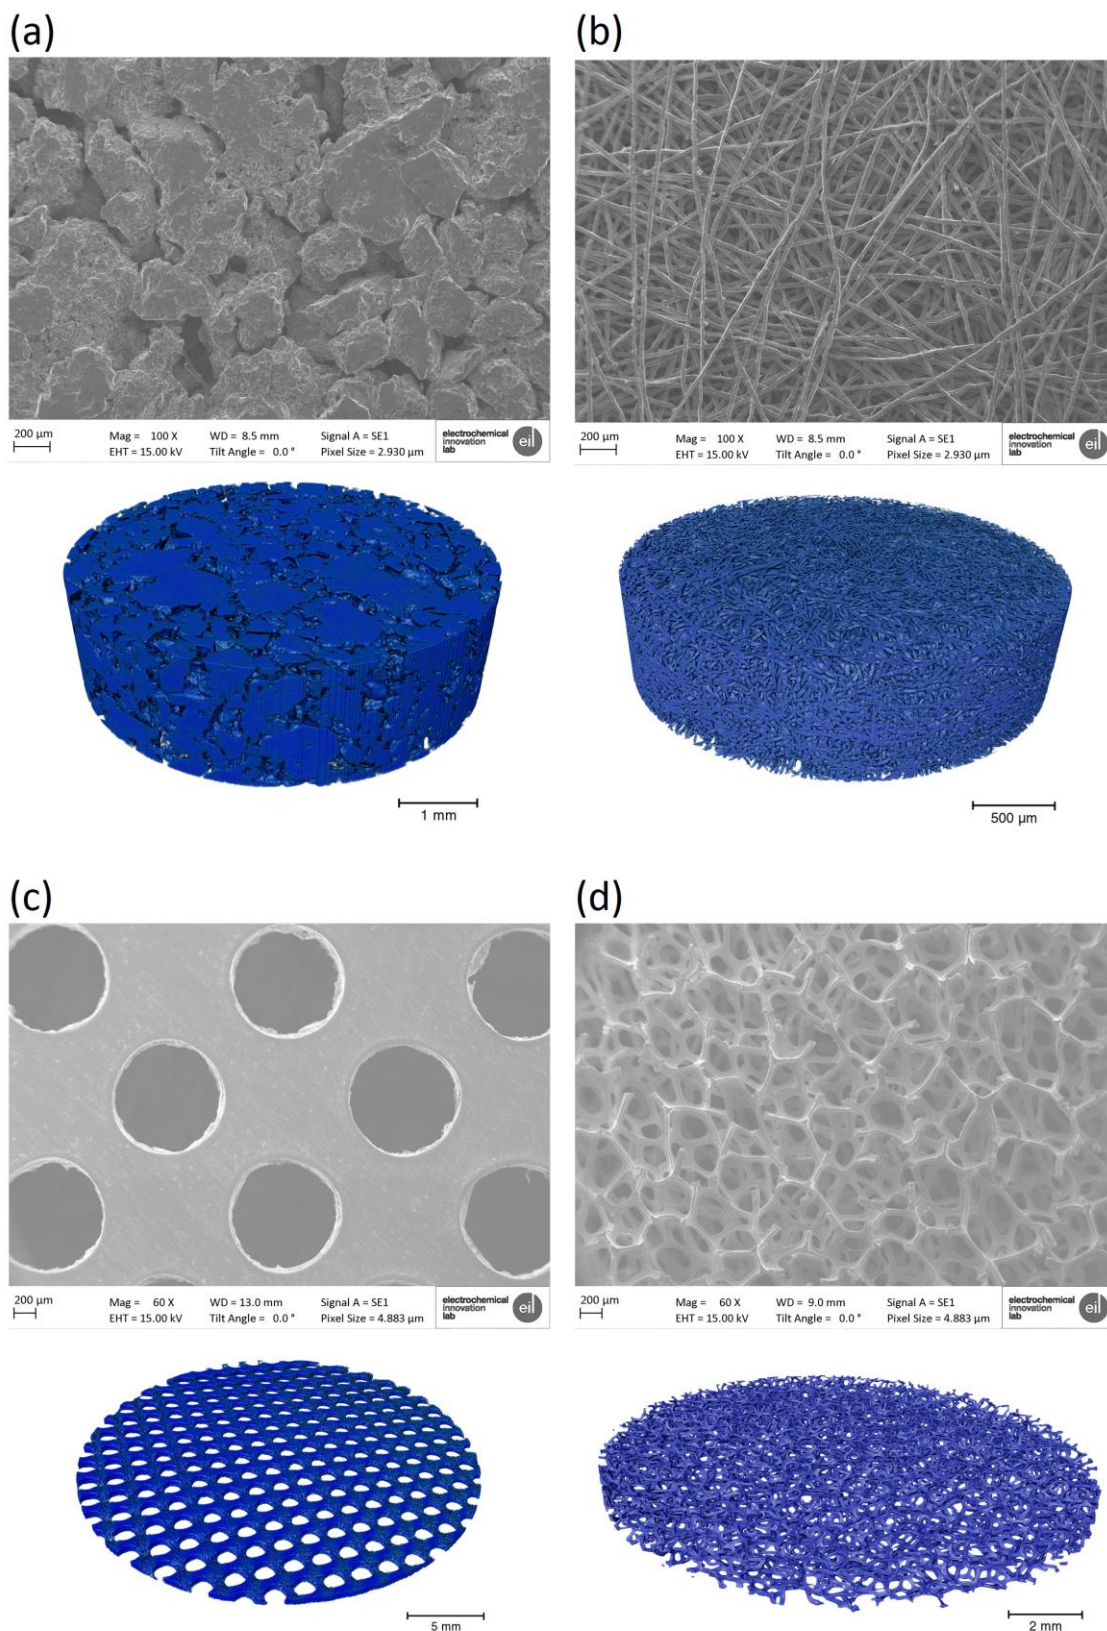 (a)
200 µm
Mag = 100 X WD = 8.5 mm Signal A = SE1
EHT = 15.00 kV Tilt Angle = 0.0 ° Pixel Size = 2.930 µm
electrochemical
innovation
lab
eil
1 mm
(b)
200 µm
Mag = 100 X WD = 8.5 mm Signal A = SE1
EHT = 15.00 kV Tilt Angle = 0.0 ° Pixel Size = 2.930 µm
electrochemical
innovation
lab
eil
500 µm
(c)
200 µm
Mag = 60 X WD = 13.0 mm Signal A = SE1
EHT = 15.00 kV Tilt Angle = 0.0 ° Pixel Size = 4.883 µm
electrochemical
innovation
lab
eil
5 mm
(d)
200 µm
Mag = 60 X WD = 9.0 mm Signal A = SE1
EHT = 15.00 kV Tilt Angle = 0.0 ° Pixel Size = 4.883 µm
electrochemical
innovation
lab
eil
2 mm